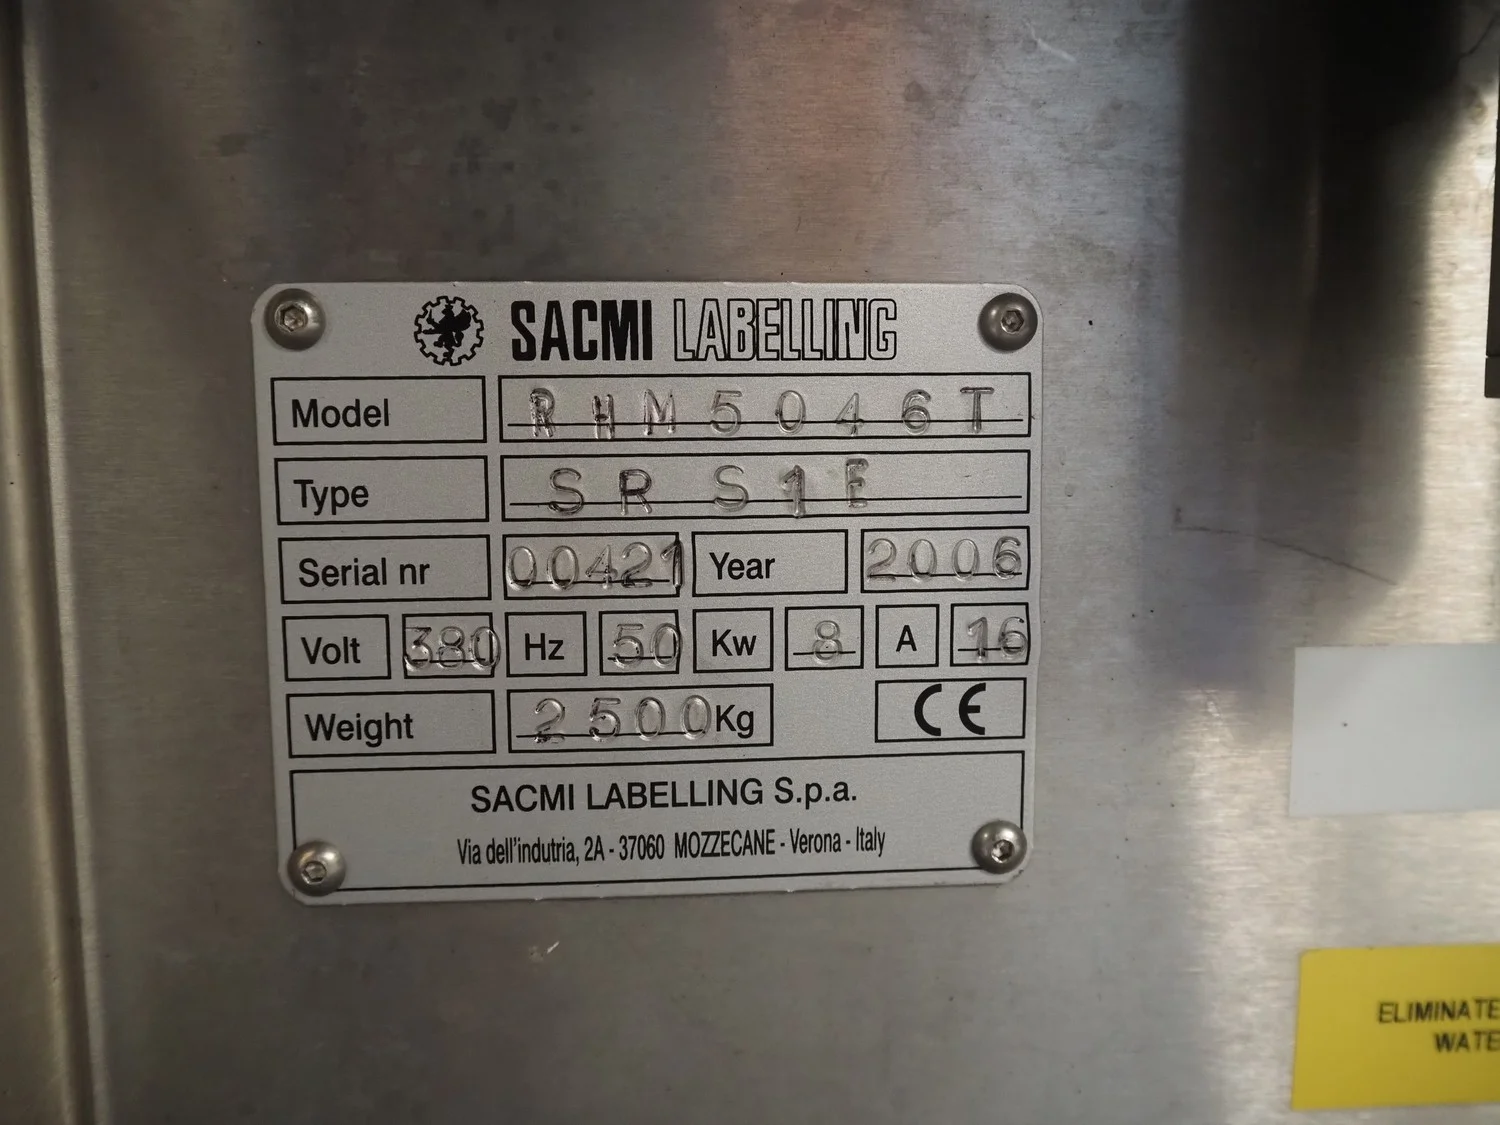 SACMI LABELLING
Model RHM5046T
Type SR S1E
Serial nr 00421 Year 2006
Volt 380 Hz 50 Kw 8 A 16
Weight 2500 Kg CE
SACMI LABELLING S.p.a.
Via dell'indutria, 2A - 37060 MOZZECANE - Verona - Italy
ELIMINATE
WATE